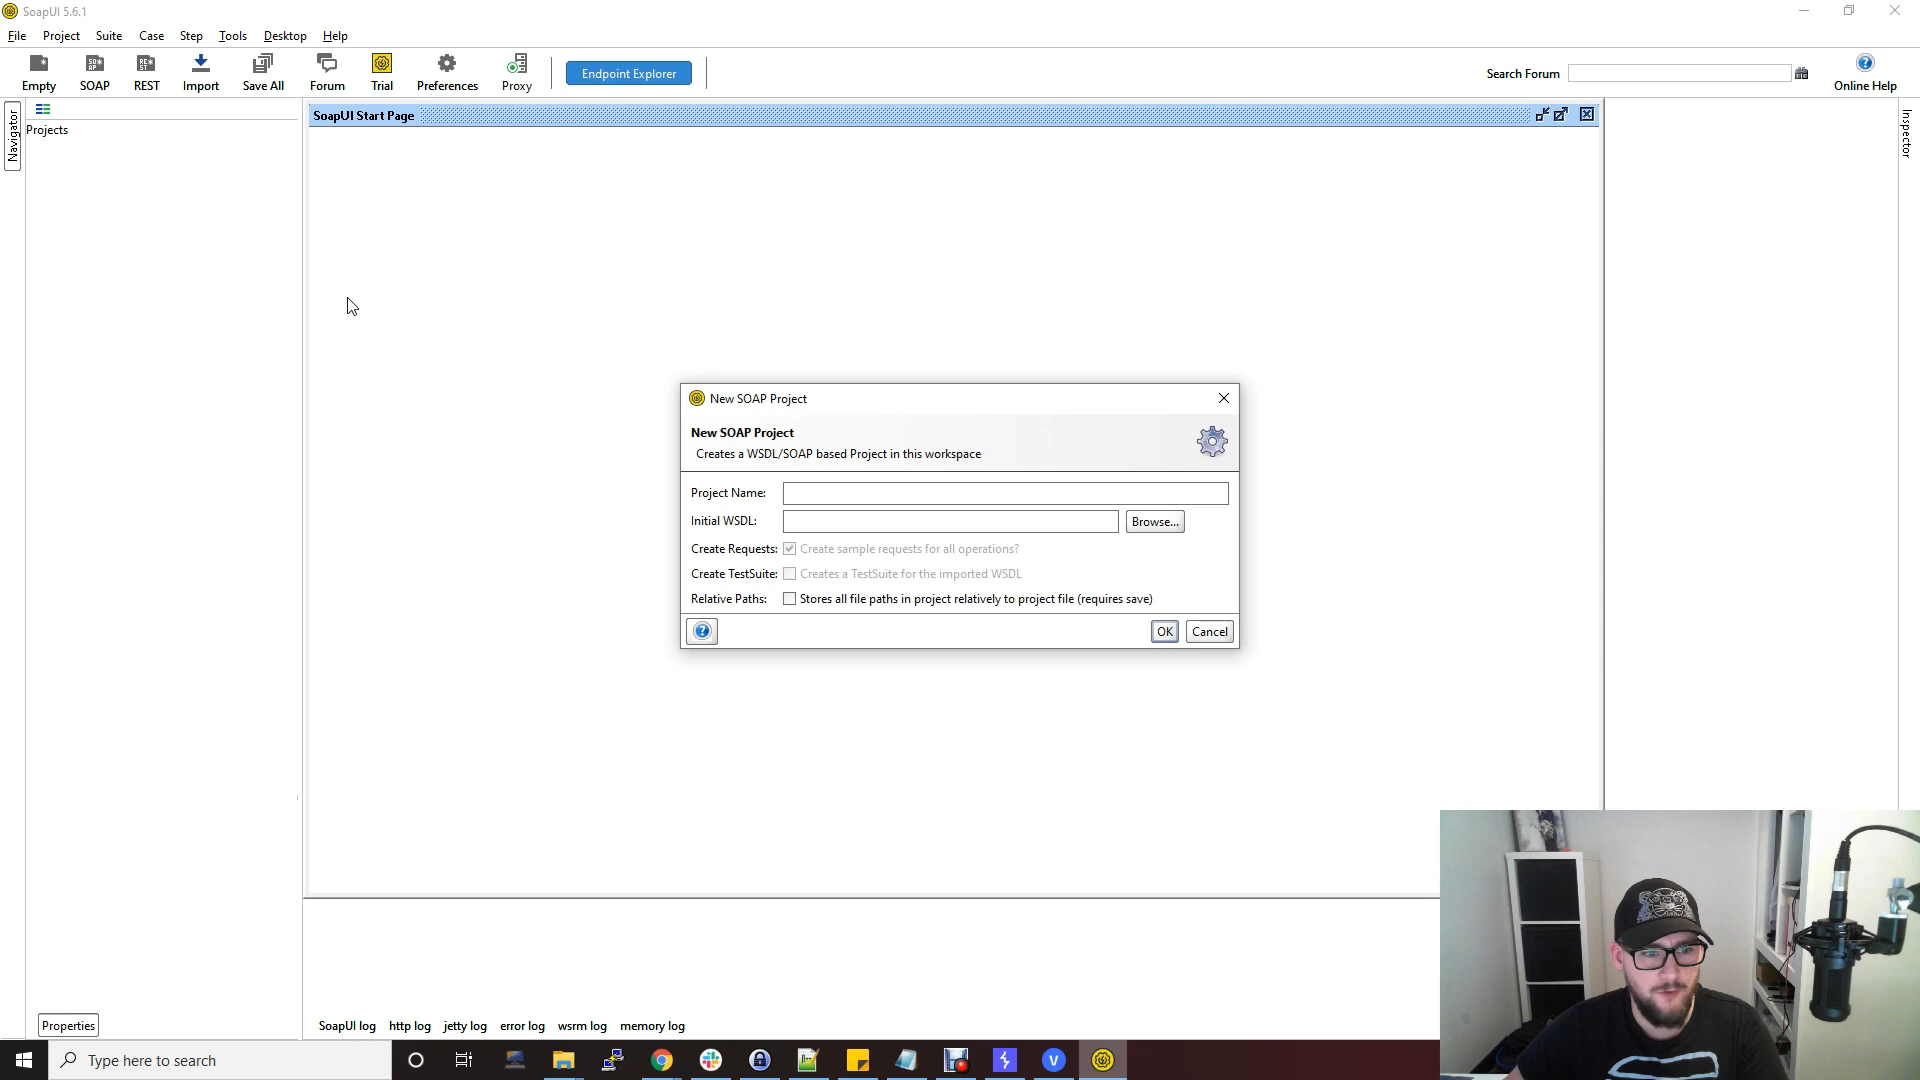 SoapUI 5.6.1
File Project Suite Case Step Tools Desktop Help
Empty SOAP REST Import Save All Forum Trial Preferences Proxy Endpoint Explorer Search Forum Online Help
Navigator
Projects
SoapUI Start Page
Inspector
New SOAP Project
New SOAP Project
Creates a WSDL/SOAP based Project in this workspace
Project Name:
Initial WSDL: Browse...
Create Requests: Create sample requests for all operations?
Create TestSuite: Creates a TestSuite for the imported WSDL
Relative Paths: Stores all file paths in project relatively to project file (requires save)
OK Cancel
Properties
SoapUI log http log jetty log error log wsrm log memory log
Type here to search